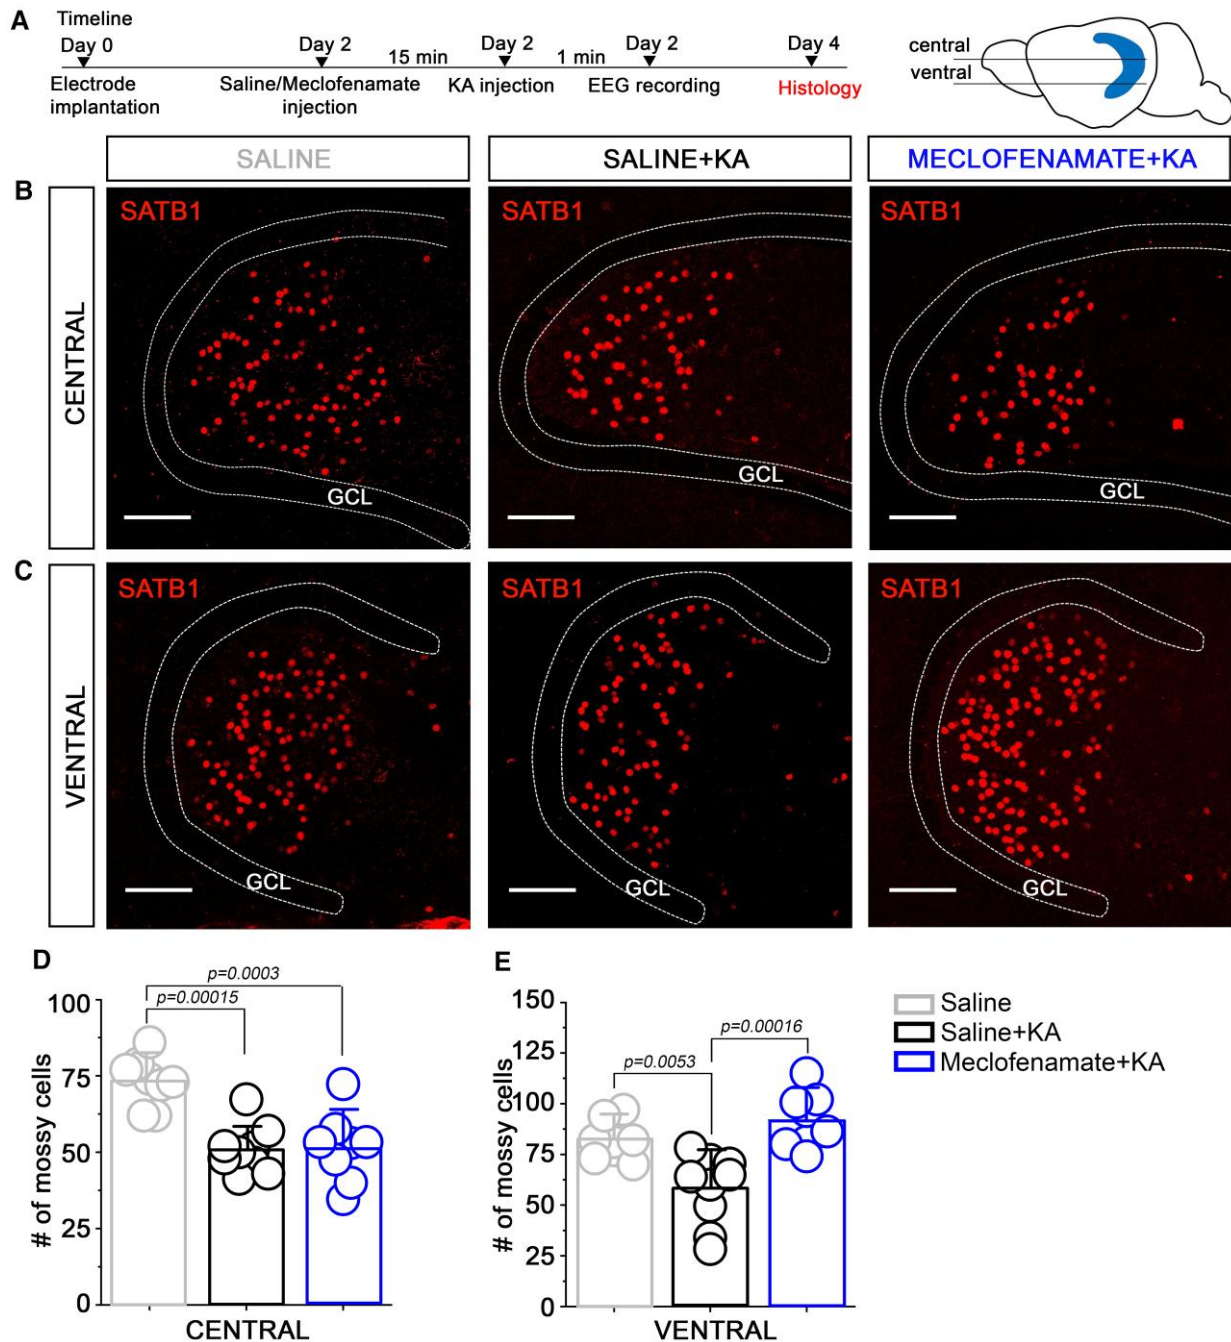 A
Timeline
Day 0
Day 2
15 min
Day 2
1 min
Day 2
Day 4
Electrode
implantation
Saline/Meclofenamate
injection
KA injection
EEG recording
Histology
central
ventral
SALINE
SALINE+KA
MECLOFENAMATE+KA
B
CENTRAL
SATB1
GCL
SATB1
GCL
SATB1
GCL
C
VENTRAL
SATB1
GCL
SATB1
GCL
SATB1
GCL
D
p=0.0003
p=0.00015
# of mossy cells
100
75
50
25
0
CENTRAL
E
p=0.00016
p=0.0053
# of mossy cells
150
125
100
75
50
25
0
VENTRAL
Saline
Saline+KA
Meclofenamate+KA